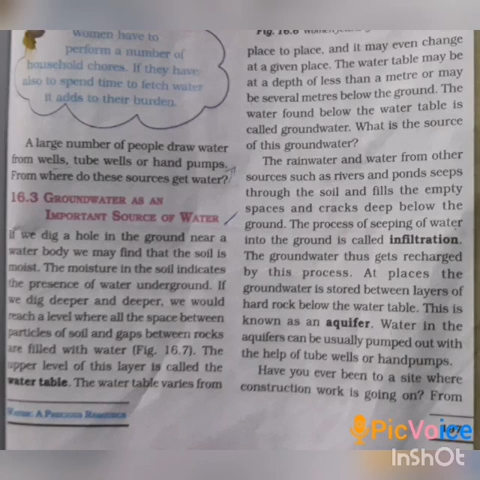 women have to
perform a number of
household chores. If they have
also to spend time to fetch water
it adds to their burden.
A large number of people draw water
from wells, tube wells or hand pumps.
From where do these sources get water?
16.3 GROUNDWATER AS AN
IMPORTANT SOURCE OF WATER
If we dig a hole in the ground near a
water body we may find that the soil is
moist. The moisture in the soil indicates
the presence of water underground. If
we dig deeper and deeper, we would
reach a level where all the space between
particles of soil and gaps between rocks
are filled with water (Fig. 16.7). The
upper level of this layer is called the
water table. The water table varies from
WATER: A PRECIOUS RESOURCE
Fig. 16.6
place to place, and it may even change
at a given place. The water table may be
at a depth of less than a metre or may
be several metres below the ground. The
water found below the water table is
called groundwater. What is the source
of this groundwater?
The rainwater and water from other
sources such as rivers and ponds seeps
through the soil and fills the empty
spaces and cracks deep below the
ground. The process of seeping of water
into the ground is called infiltration.
The groundwater thus gets recharged
by this process. At places the
groundwater is stored between layers of
hard rock below the water table. This is
known as an aquifer. Water in the
aquifers can be usually pumped out with
the help of tube wells or handpumps.
Have you ever been to a site where
construction work is going on? From
PicVoice
InShOt